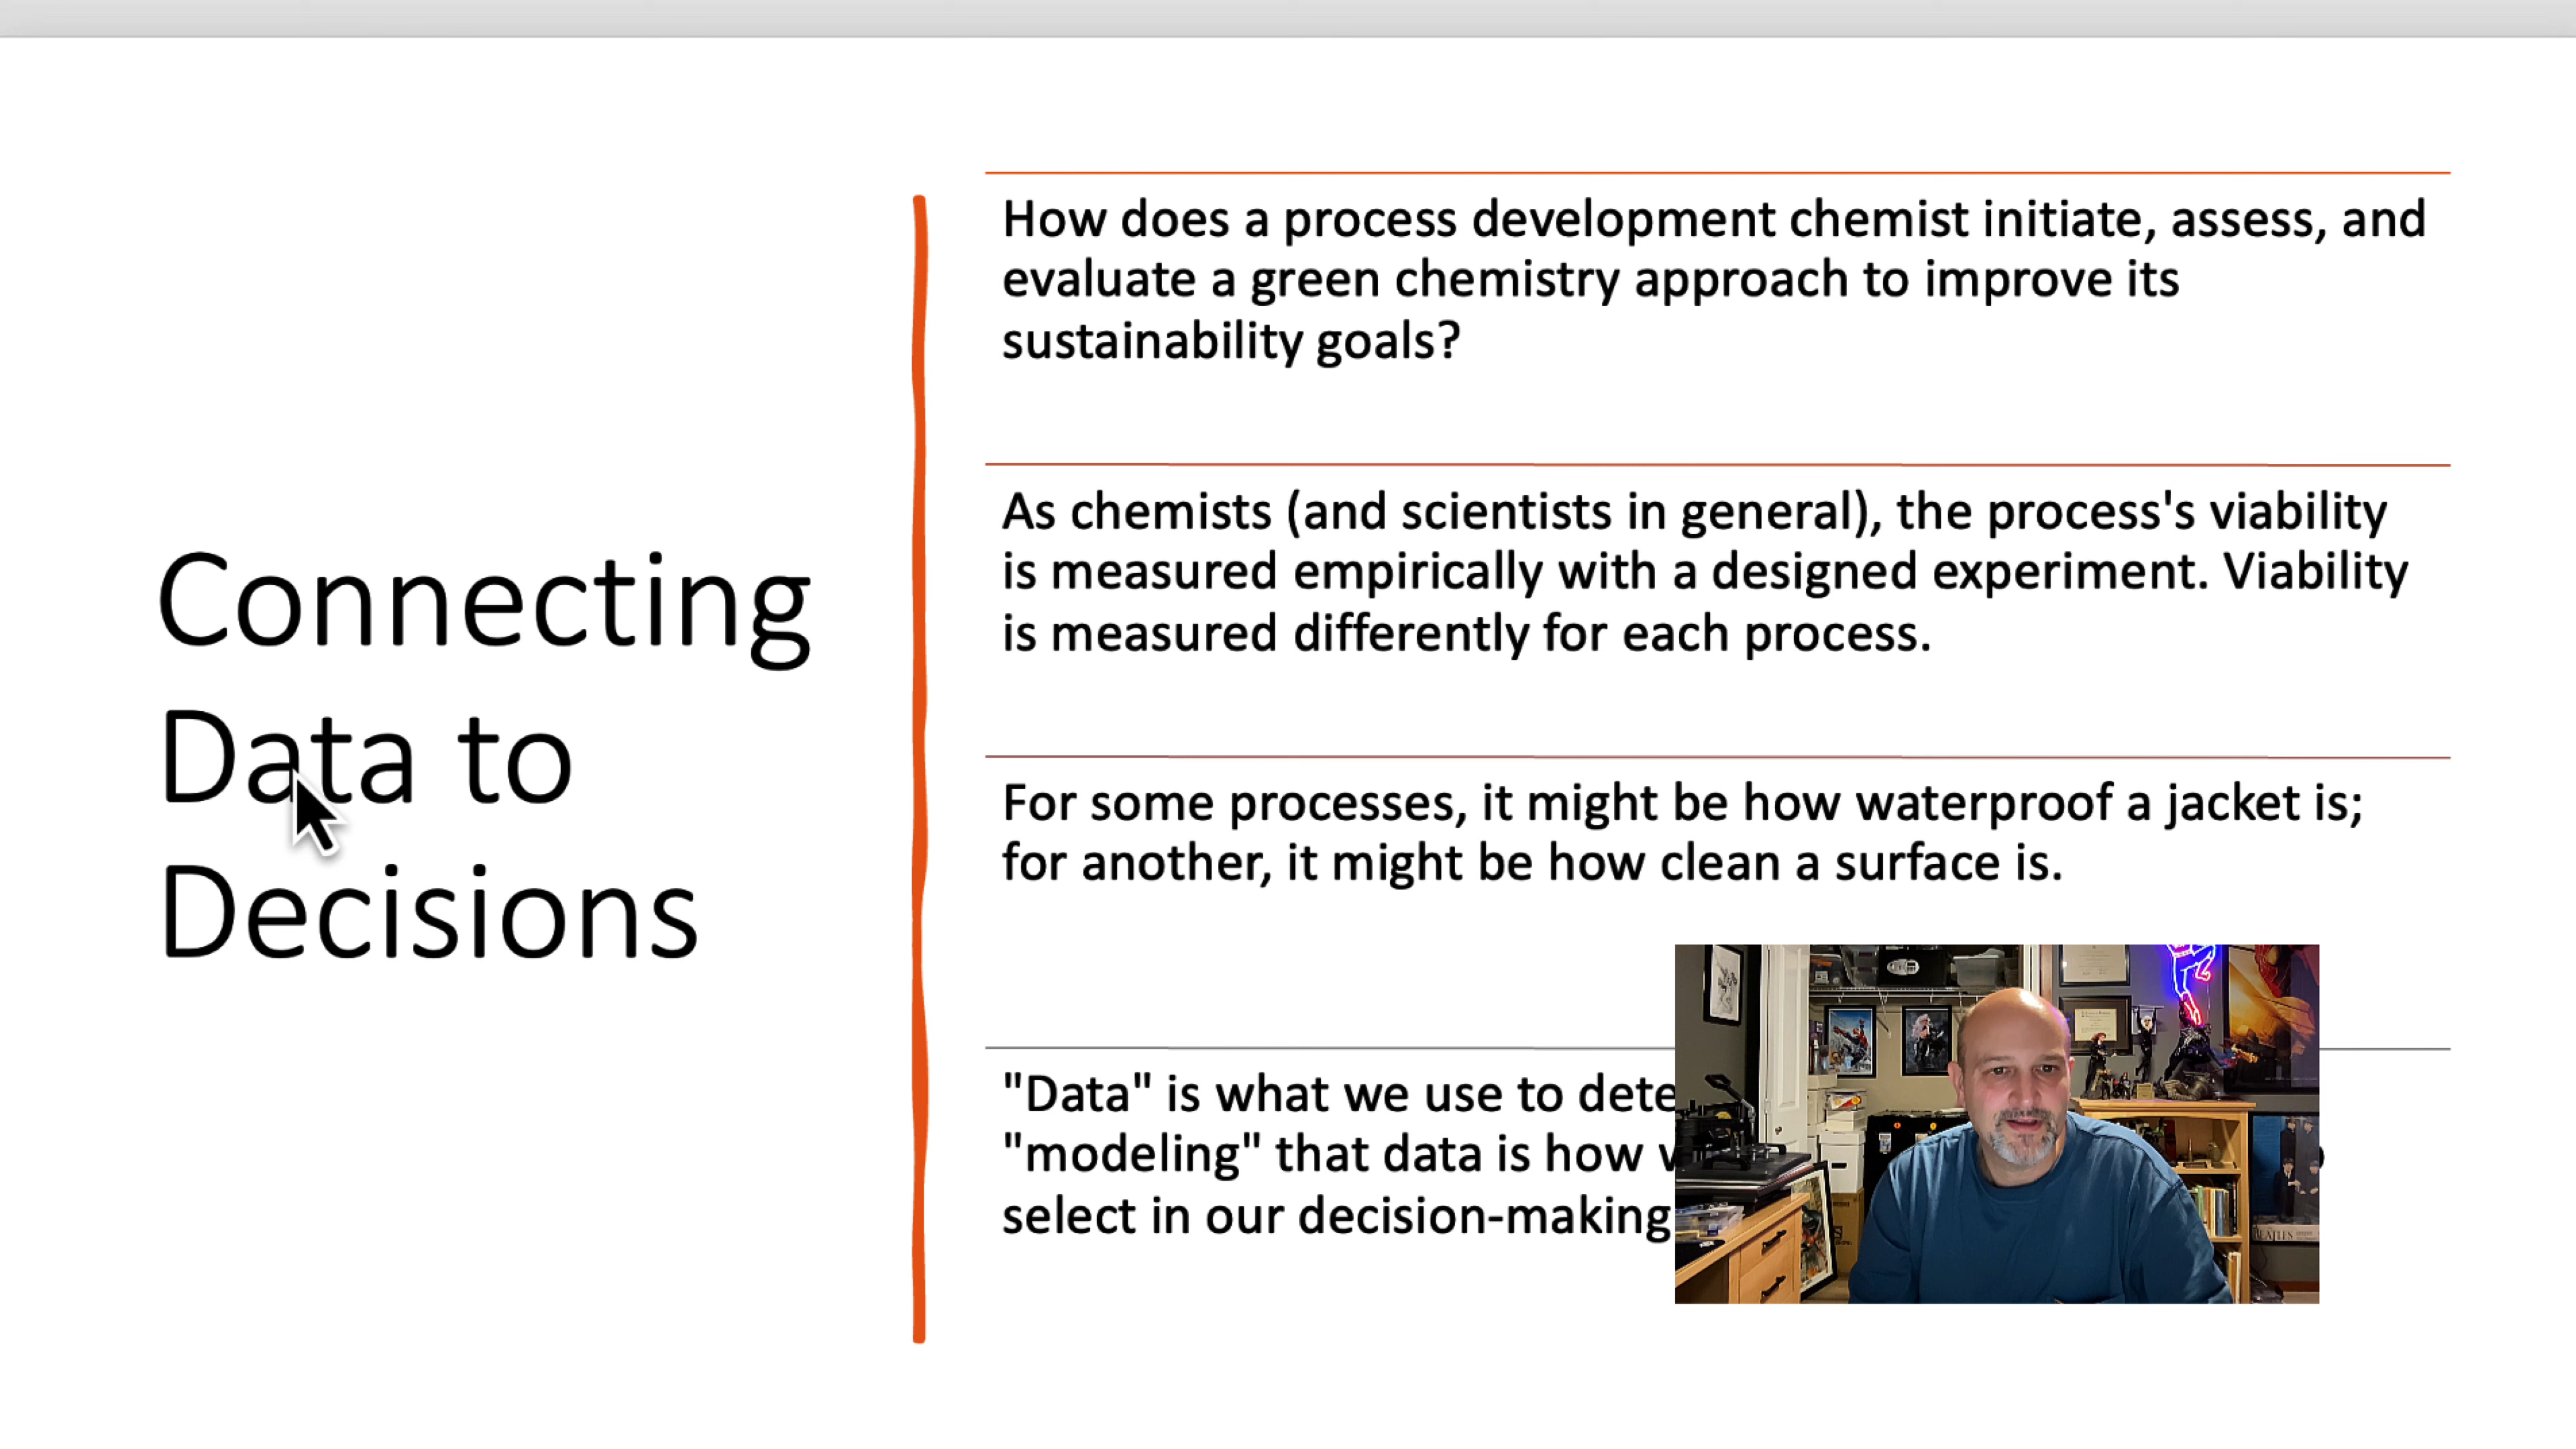 Connecting
Data to
Decisions
How does a process development chemist initiate, assess, and
evaluate a green chemistry approach to improve its
sustainability goals?
As chemists (and scientists in general), the process's viability
is measured empirically with a designed experiment. Viability
is measured differently for each process.
For some processes, it might be how waterproof a jacket is;
for another, it might be how clean a surface is.
"Data" is what we use to
"modeling" that data is how
select in our decision-making
BEATLES